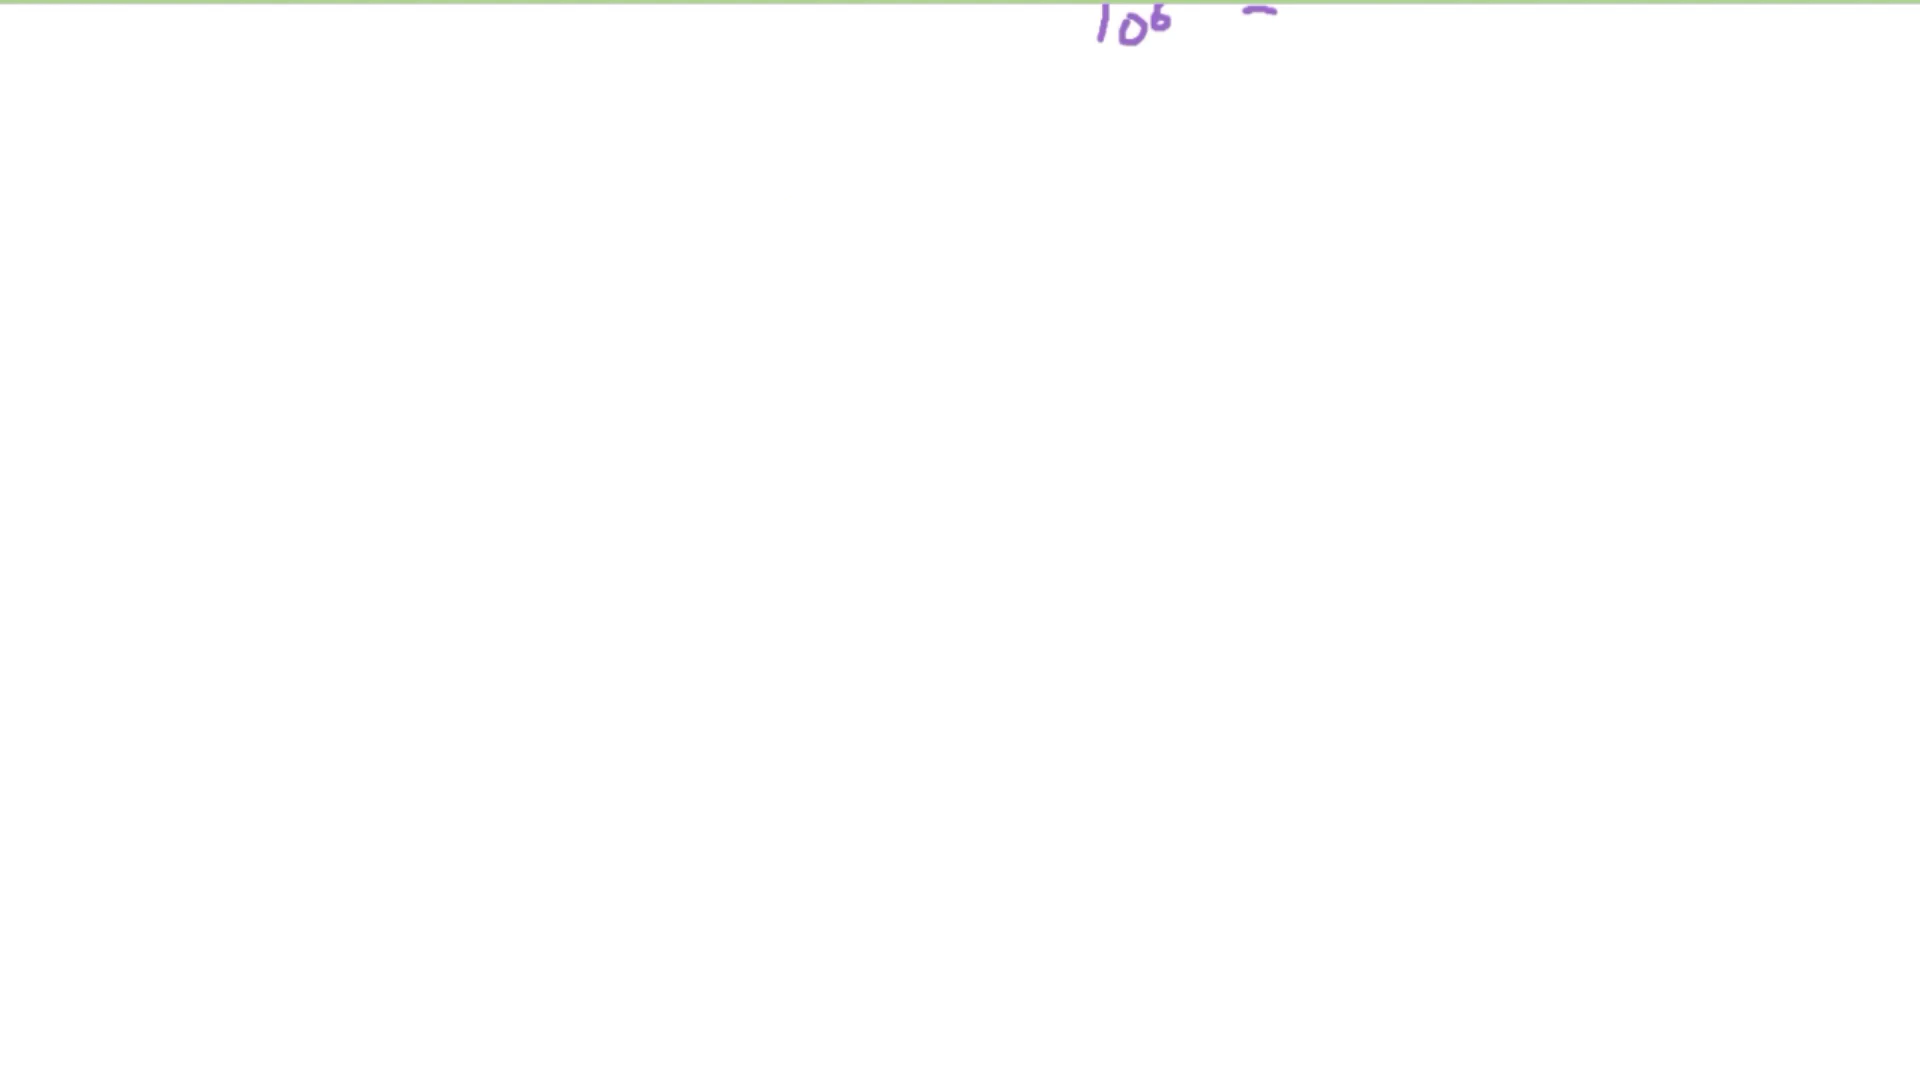 10⁶ =